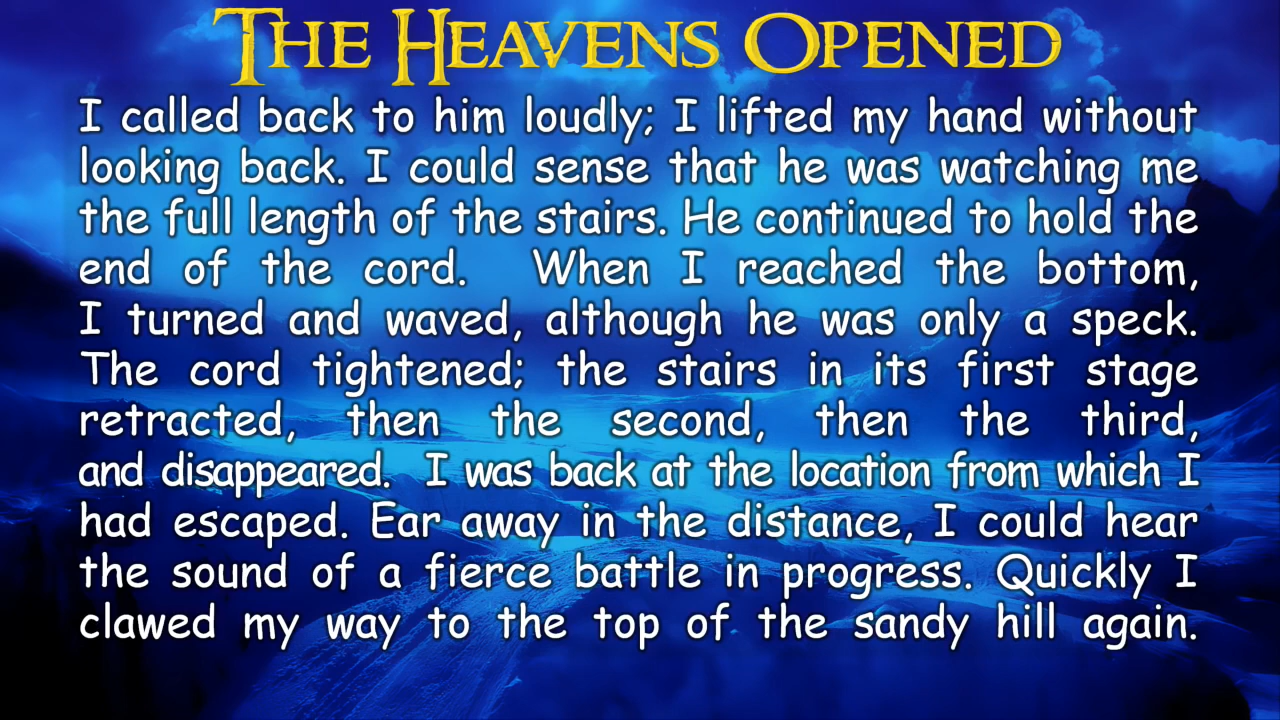 The Heavens Opened
I called back to him loudly; I lifted my hand without
looking back. I could sense that he was watching me
the full length of the stairs. He continued to hold the
end of the cord. When I reached the bottom,
I turned and waved, although he was only a speck.
The cord tightened; the stairs in its first stage
retracted, then the second, then the third,
and disappeared. I was back at the location from which I
had escaped. Ear away in the distance, I could hear
the sound of a fierce battle in progress. Quickly I
clawed my way to the top of the sandy hill again.